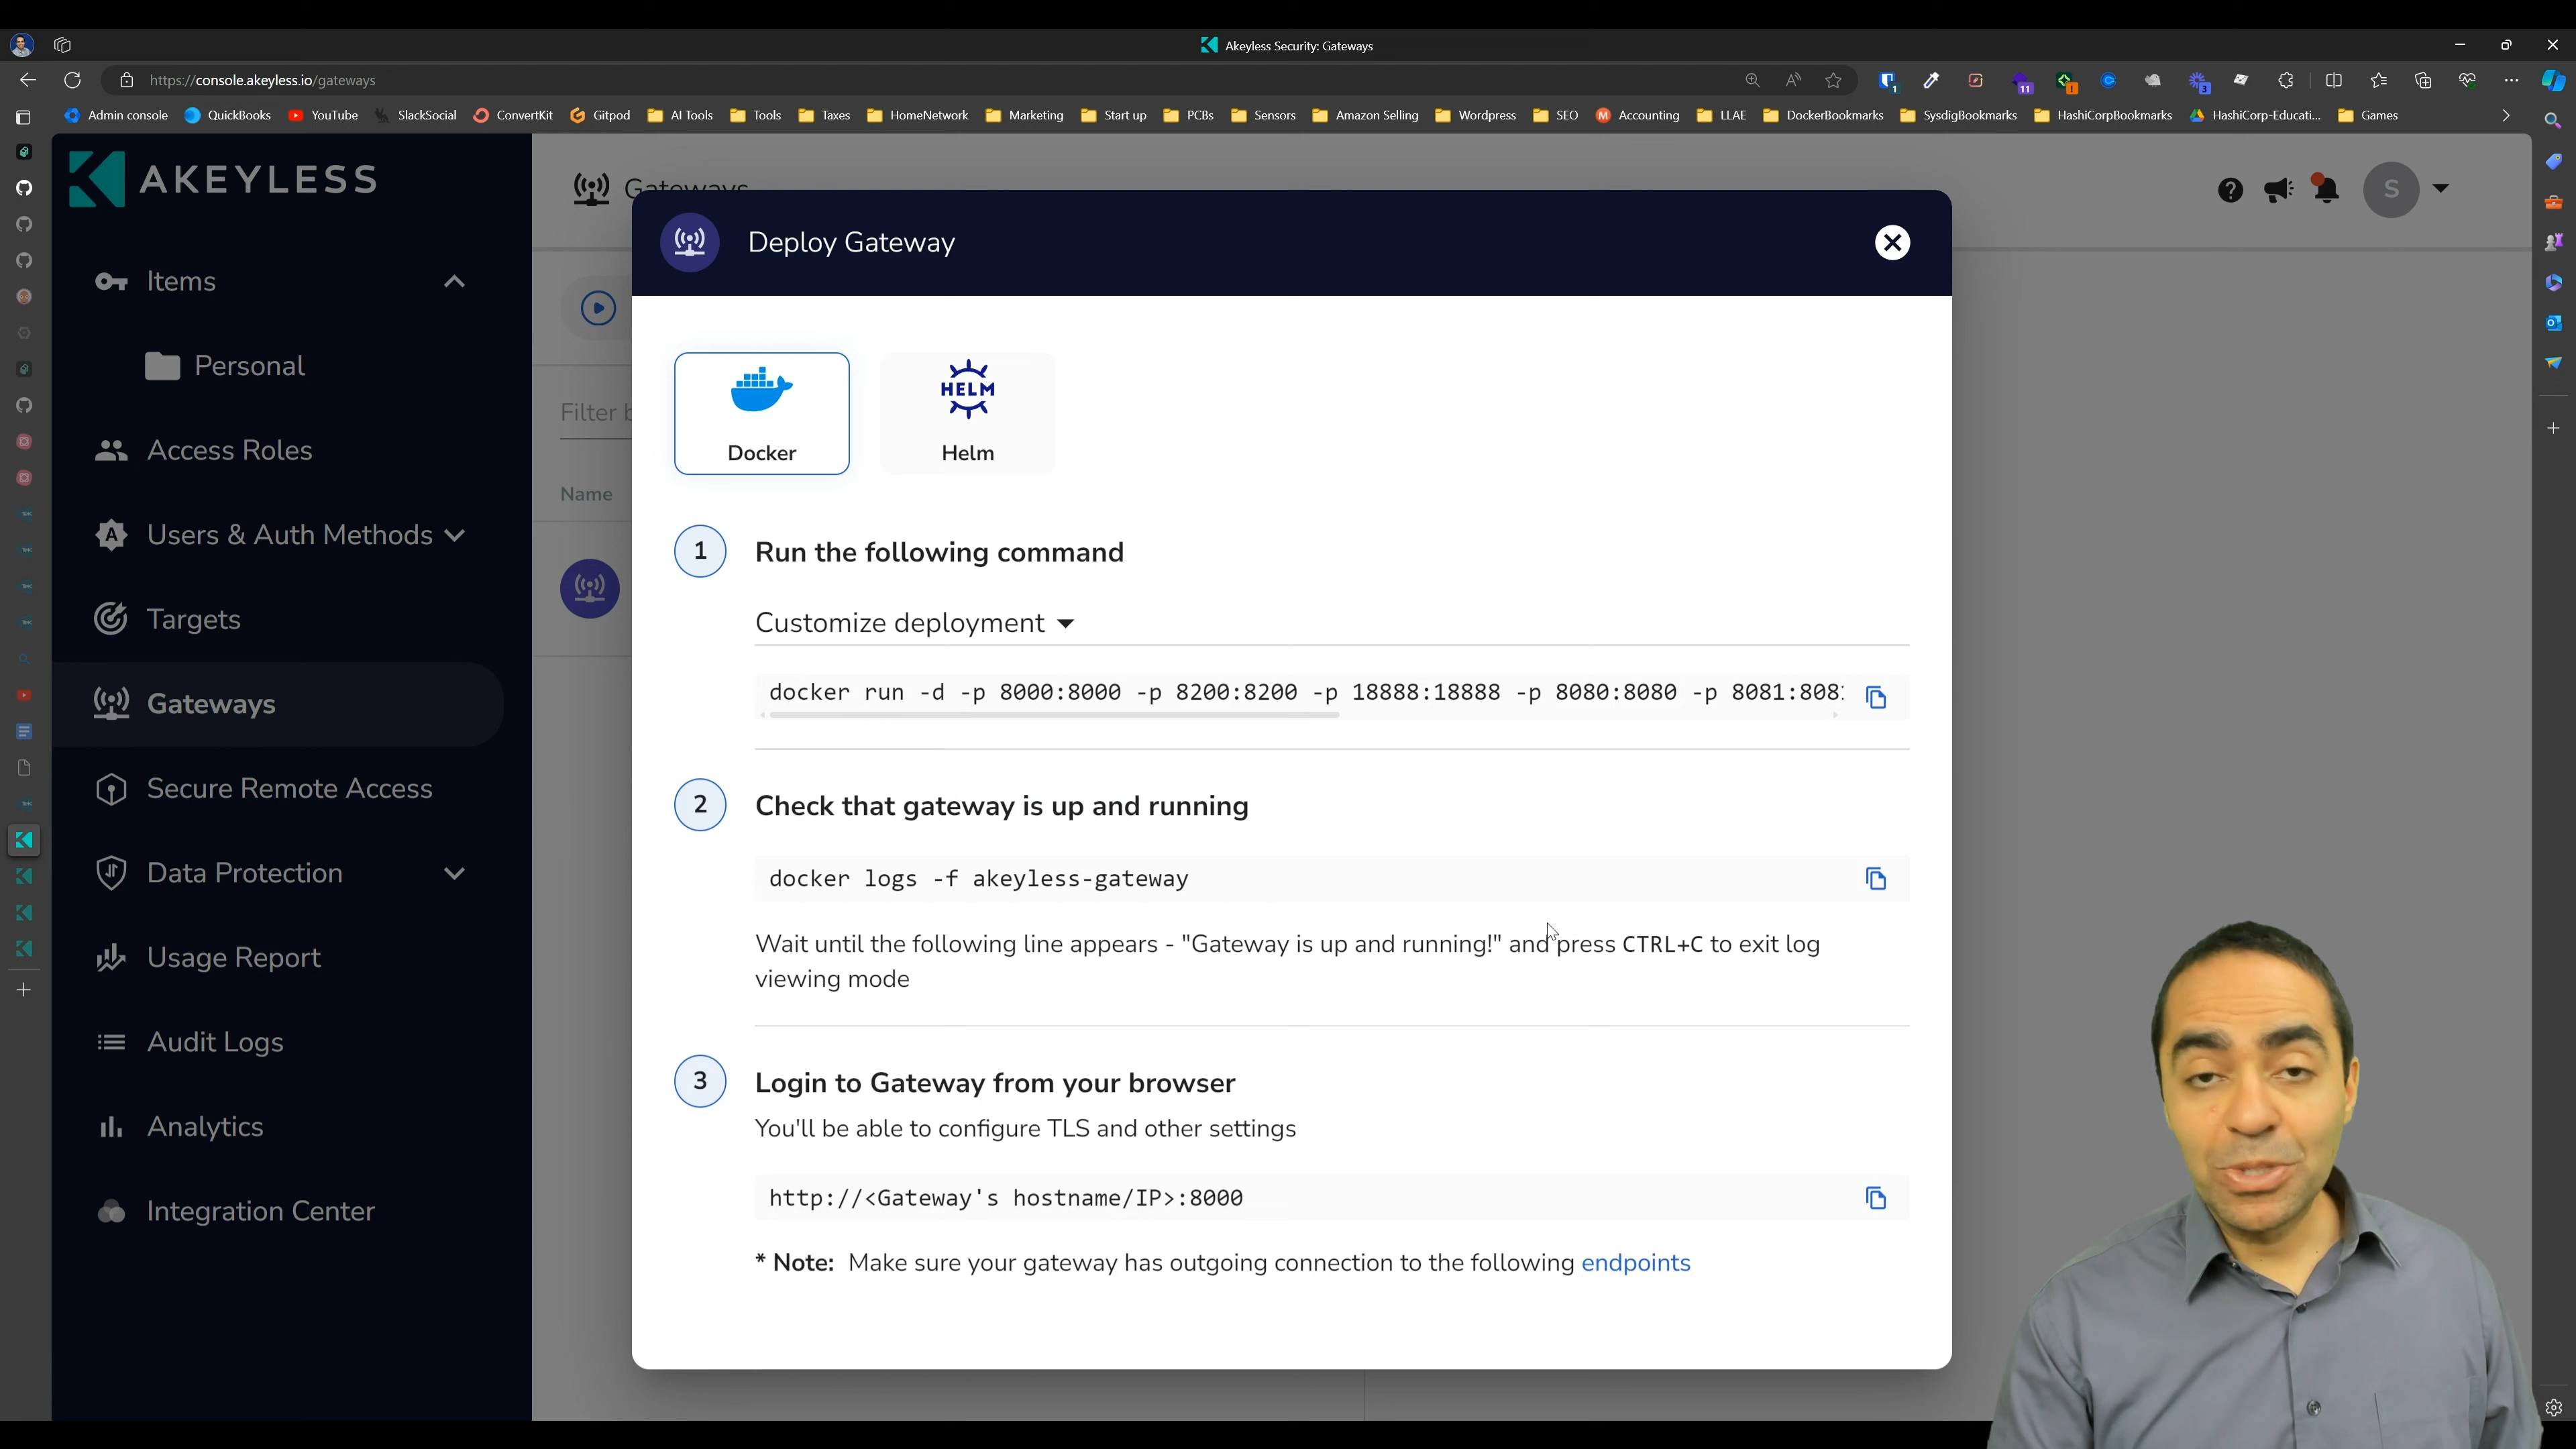 Akeyless Security: Gateways
https://console.akeyless.io/gateways
1
11
!
3
Admin console
QuickBooks
YouTube
SlackSocial
ConvertKit
Gitpod
AI Tools
Tools
Taxes
HomeNetwork
Marketing
Start up
PCBs
Sensors
Amazon Selling
Wordpress
SEO
Accounting
LLAE
DockerBookmarks
SysdigBookmarks
HashiCorpBookmarks
HashiCorp-Educati...
Games
AKEYLESS
Items
Personal
Access Roles
Users & Auth Methods
Targets
Gateways
Secure Remote Access
Data Protection
Usage Report
Audit Logs
Analytics
Integration Center
Gateways
S
Filter b
Name
Deploy Gateway
Docker
HELM
Helm
1 Run the following command
Customize deployment
docker run -d -p 8000:8000 -p 8200:8200 -p 18888:18888 -p 8080:8080 -p 8081:808
2 Check that gateway is up and running
docker logs -f akeyless-gateway
Wait until the following line appears - "Gateway is up and running!" and press CTRL+C to exit log
viewing mode
3 Login to Gateway from your browser
You'll be able to configure TLS and other settings
http://<Gateway's hostname/IP>:8000
* Note: Make sure your gateway has outgoing connection to the following endpoints